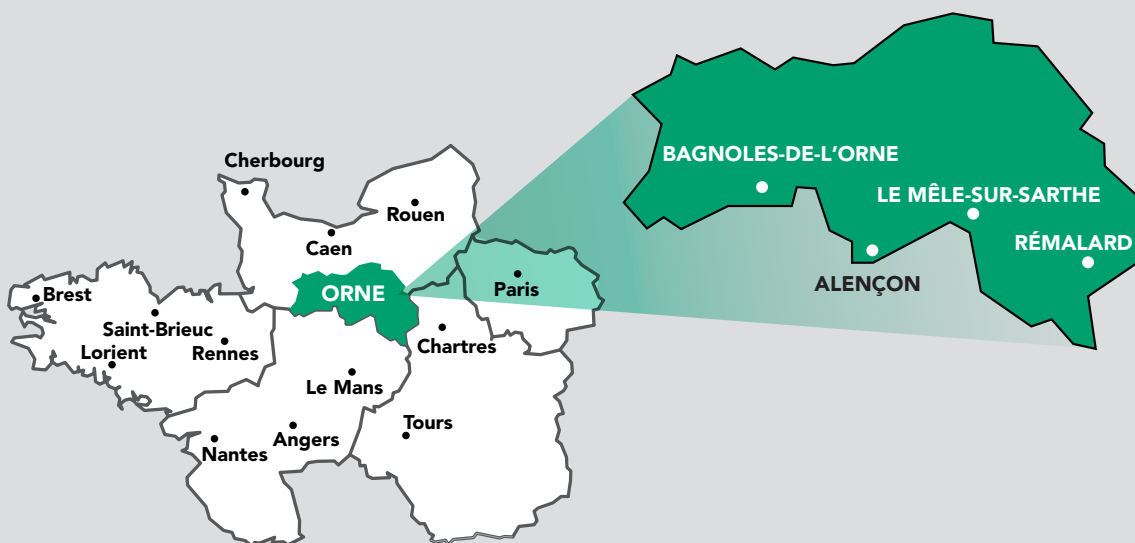 Cherbourg
Rouen
Caen
ORNE
Paris
Brest
Saint-Brieuc
Lorient
Rennes
Chartres
Le Mans
Tours
Angers
Nantes
BAGNOLES-DE-L'ORNE
LE MÊLE-SUR-SARTHE
RÉMALARD
ALENÇON